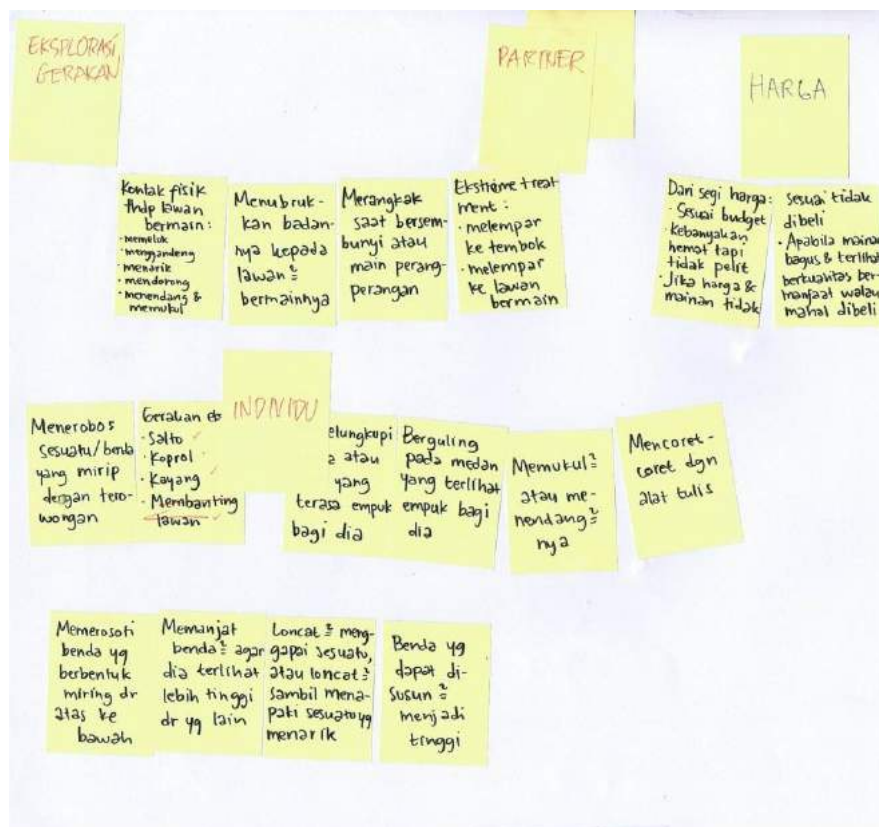 EKSPLORASI
GERAKAN
PARTNER
HARGA
Kontak fisik
thdp lawan
bermain:
·memeluk
·menggandeng
·menarik
·mendorong
·menendang &
memukul
Menubruk-
kan badan-
nya kepada
lawan²
bermainnya
Merangkak
saat bersem-
bunyi atau
main perang-
perangan
Ekstreme treat
ment:
·melempar
ke tembok
·melempar
ke lawan
bermain
Dari segi harga:
·Sesuai budget
·Kebanyakan
hemat tapi
tidak pelit
·Jika harga &
mainan tidak
sesuai tidak
dibeli
·Apabila mainan
bagus & terlihat
berkualitas ber-
manfaat walau
mahal dibeli
INDIVIDU
Menerobos
sesuatu/benda
yang mirip
dengan tero-
wongan
Gerakan
·Salto
·Koprol
·Kayang
·Membanting
lawan
elungkupi
atau
yang
terasa empuk
bagi dia
Berguling
pada medan
yang terlihat
empuk bagi
dia
Memukul²
atau me-
nendang²
nya
Mencoret-
coret dgn
alat tulis
Memerosoti
benda yg
berbentuk
miring dr
atas ke
bawah
Memanjat
benda² agar
dia terlihat
lebih tinggi
dr yg lain
Loncat² meng-
gapai sesuatu,
atau loncat²
sambil mena-
paki sesuatu yg
menarik
Benda yg
dapat di-
susun²
menjadi
tinggi